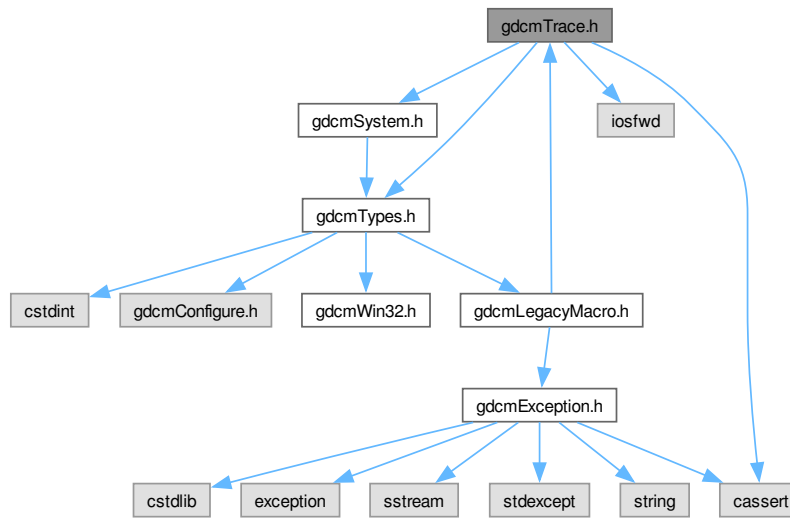 gdcmTrace.h
gdcmSystem.h
iosfwd
gdcmTypes.h
cstdint
gdcmConfigure.h
gdcmWin32.h
gdcmLegacyMacro.h
gdcmException.h
cstdlib
exception
sstream
stdexcept
string
cassert